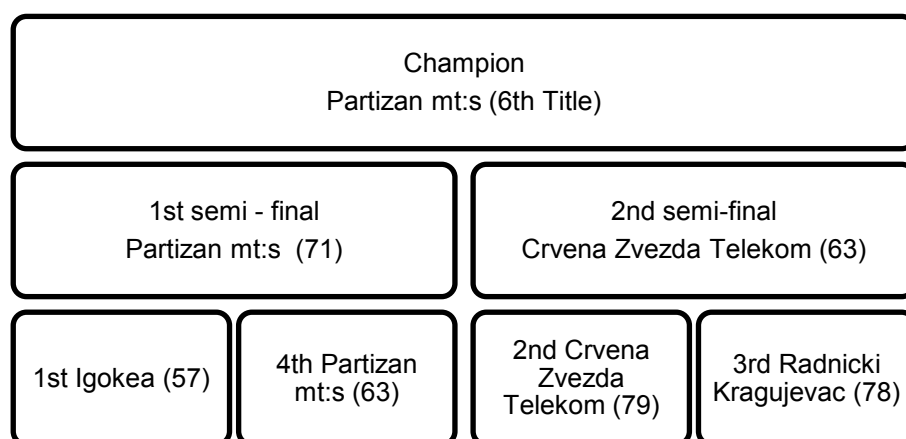 Champion
Partizan mt:s (6th Title)
1st semi - final
Partizan mt:s (71)
2nd semi-final
Crvena Zvezda Telekom (63)
1st Igokea (57)
4th Partizan
mt:s (63)
2nd Crvena
Zvezda
Telekom (79)
3rd Radnicki
Kragujevac (78)